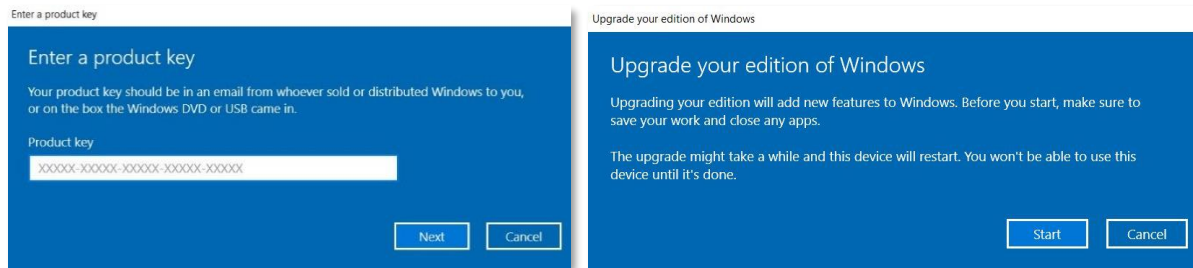 Enter a product key
Enter a product key
Your product key should be in an email from whoever sold or distributed Windows to you,
or on the box the Windows DVD or USB came in.
Product key
XXXXX-XXXXX-XXXXX-XXXXX-XXXXX
Next
Cancel
Upgrade your edition of Windows
Upgrade your edition of Windows
Upgrading your edition will add new features to Windows. Before you start, make sure to
save your work and close any apps.
The upgrade might take a while and this device will restart. You won't be able to use this
device until it's done.
Start
Cancel